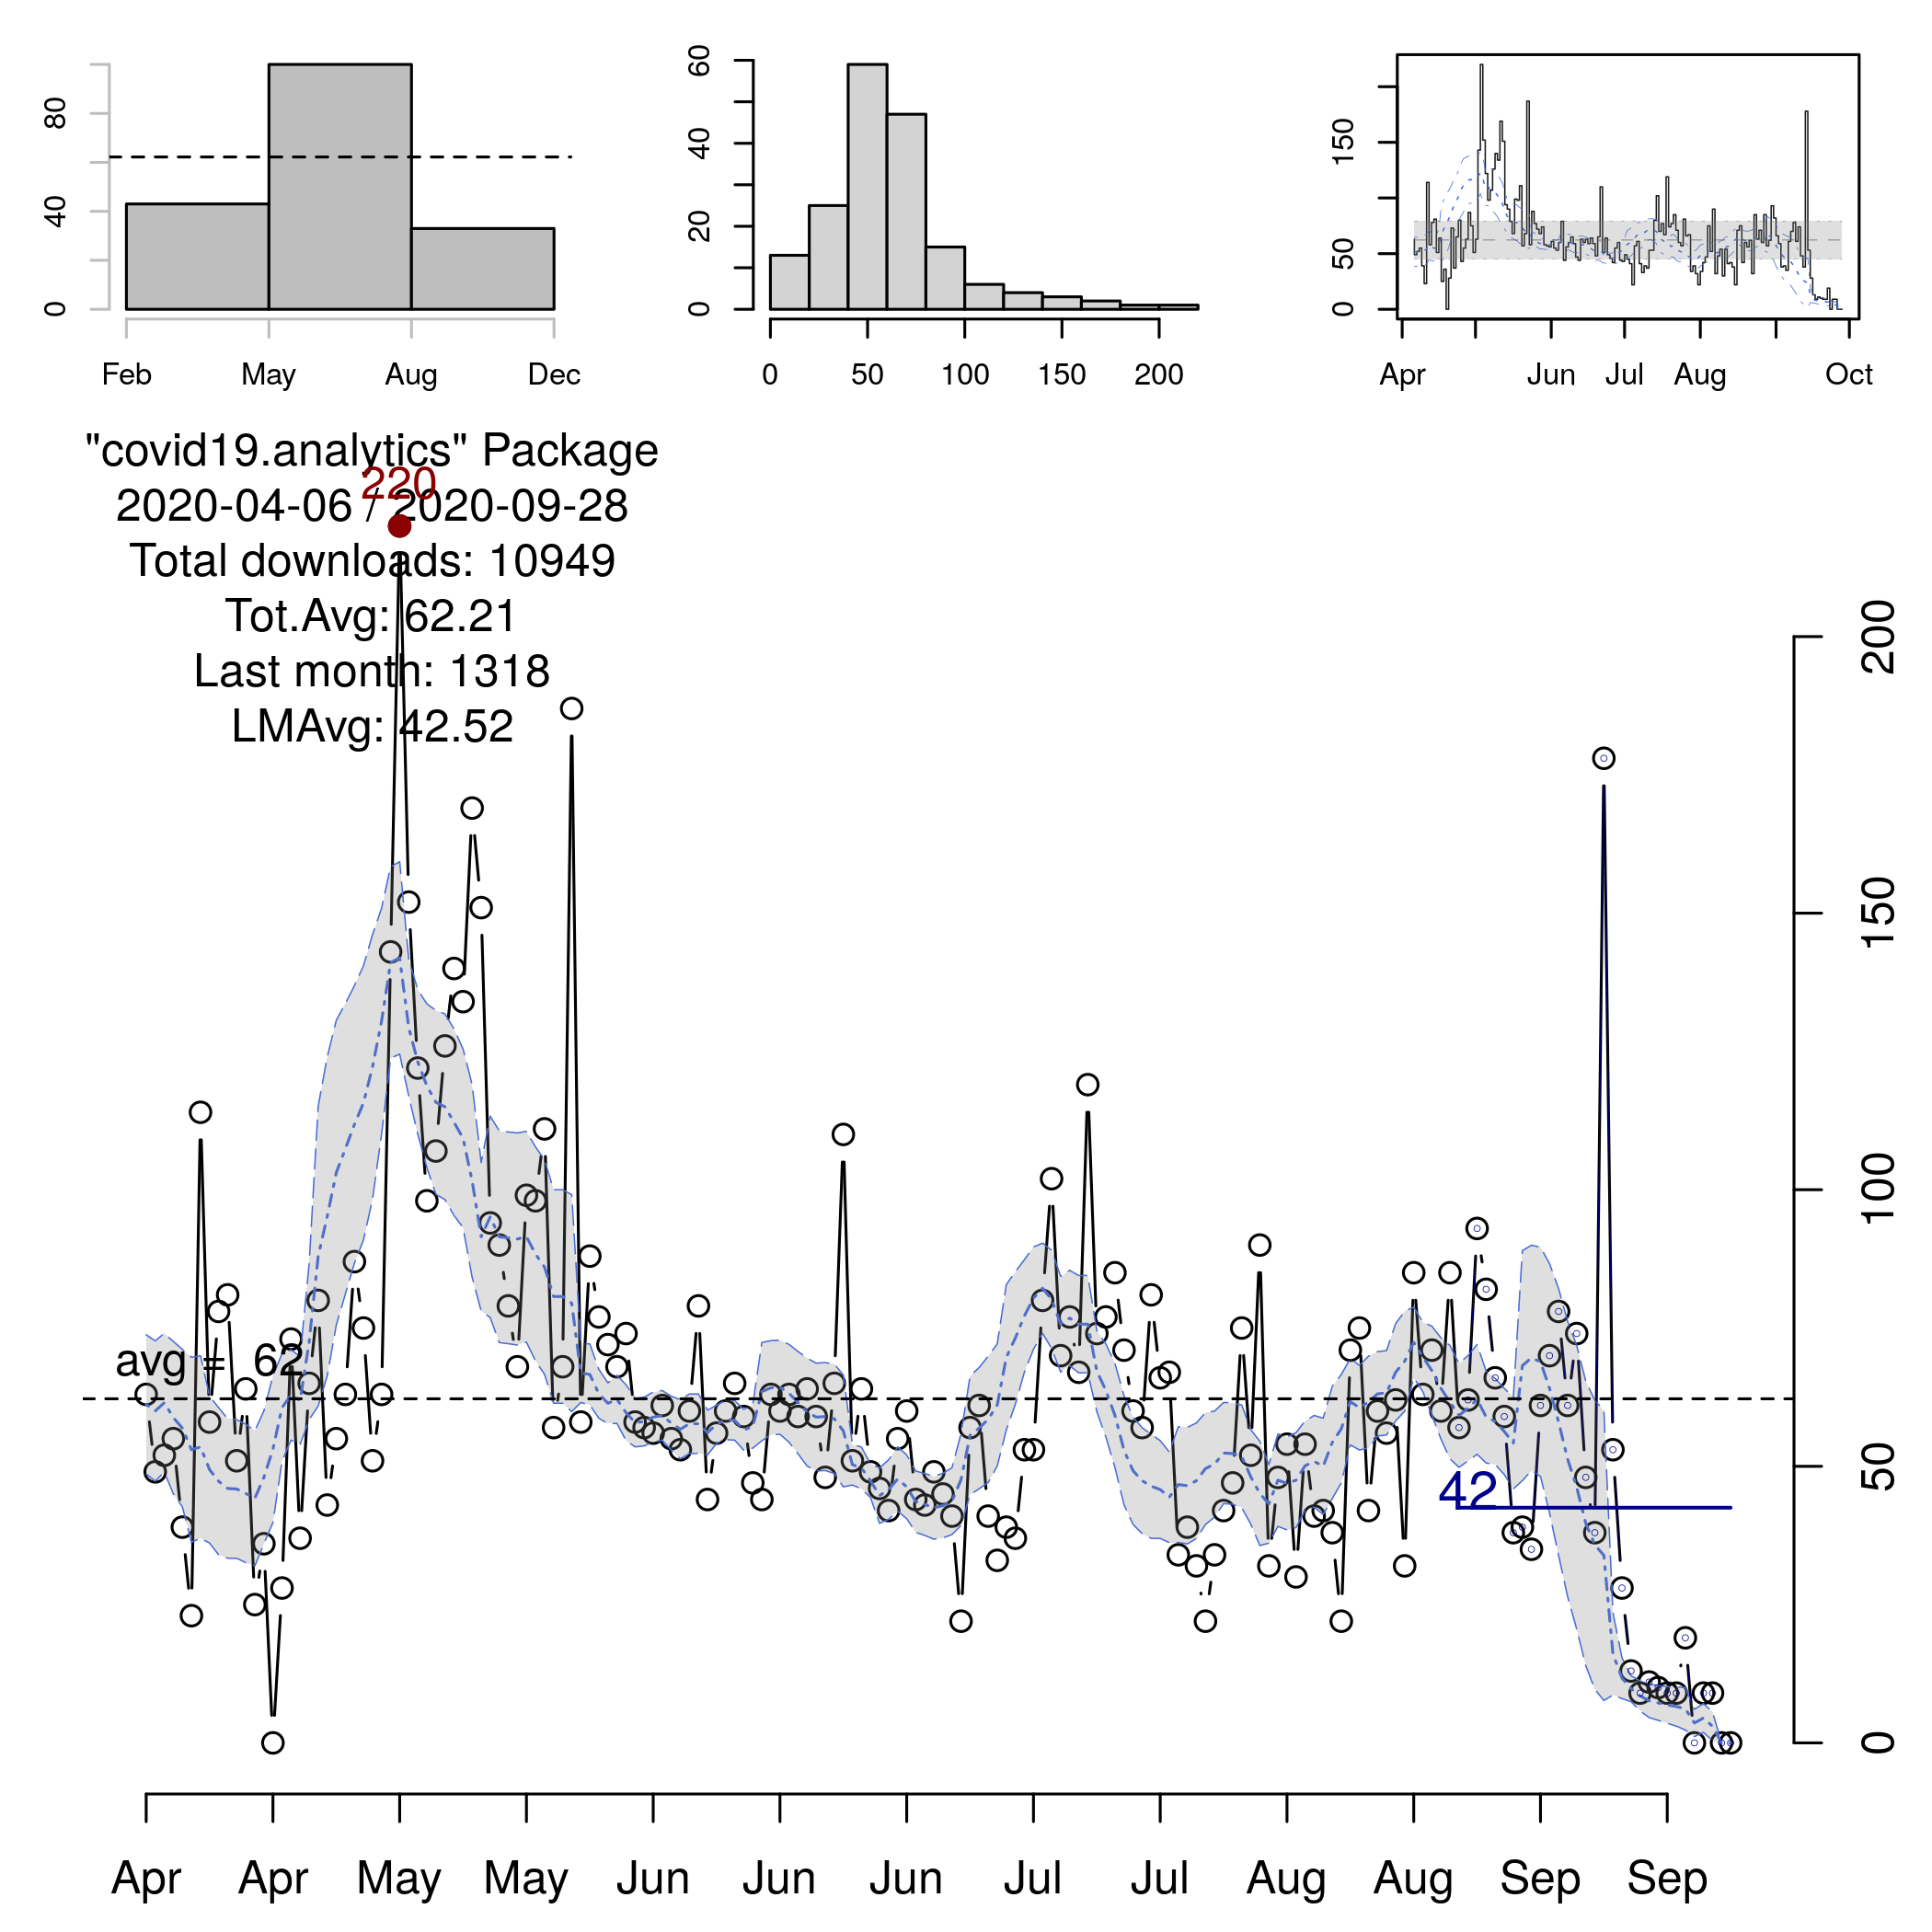 80
40
0
Feb May Aug Dec
60
40
20
0
0 50 100 150 200
150
50
0
Apr Jun Jul Aug Oct
"covid19.analytics" Package
220
2020-04-06 / 2020-09-28
Total downloads: 10949
Tot.Avg: 62.21
Last month: 1318
LMAvg: 42.52
avg = 62
42
200
150
100
50
0
Apr Apr May May Jun Jun Jun Jul Jul Aug Aug Sep Sep